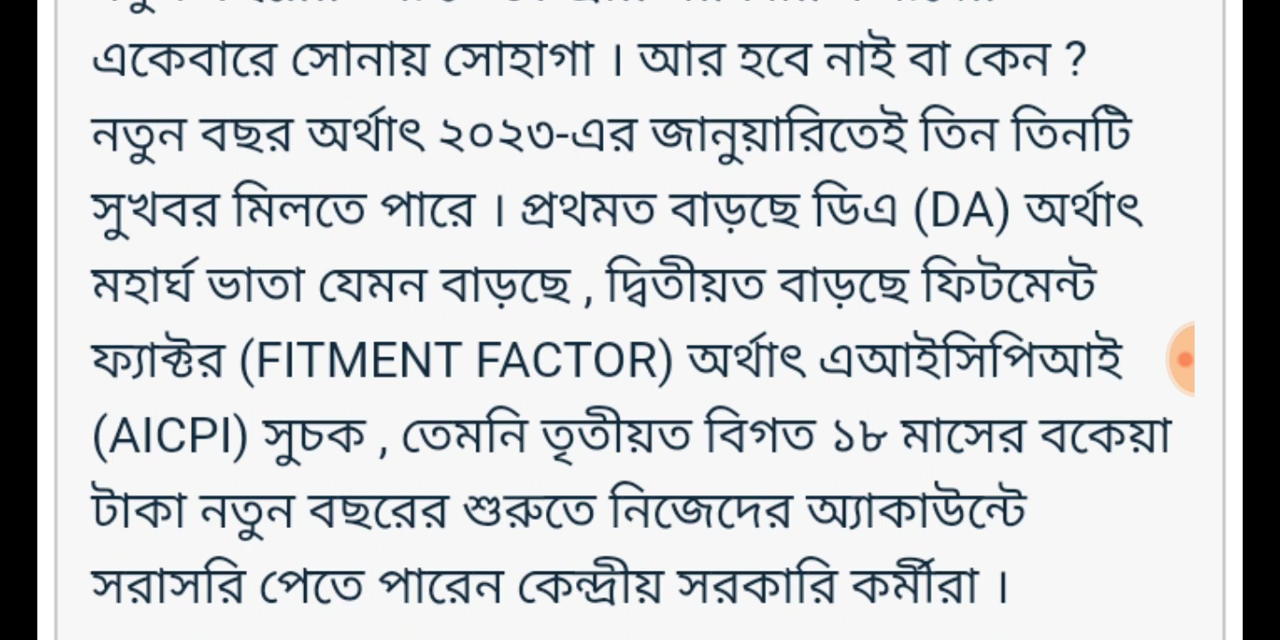 একেবারে সোনায় সোহাগা । আর হবে নাই বা কেন ?
নতুন বছর অর্থাৎ ২০২৩-এর জানুয়ারিতেই তিন তিনটি
সুখবর মিলতে পারে । প্রথমত বাড়ছে ডিএ (DA) অর্থাৎ
মহার্ঘ ভাতা যেমন বাড়ছে , দ্বিতীয়ত বাড়ছে ফিটমেন্ট
ফ্যাক্টর (FITMENT FACTOR) অর্থাৎ এআইসিপিআই
(AICPI) সুচক , তেমনি তৃতীয়ত বিগত ১৮ মাসের বকেয়া
টাকা নতুন বছরের শুরুতে নিজেদের অ্যাকাউন্টে
সরাসরি পেতে পারেন কেন্দ্রীয় সরকারি কর্মীরা ।